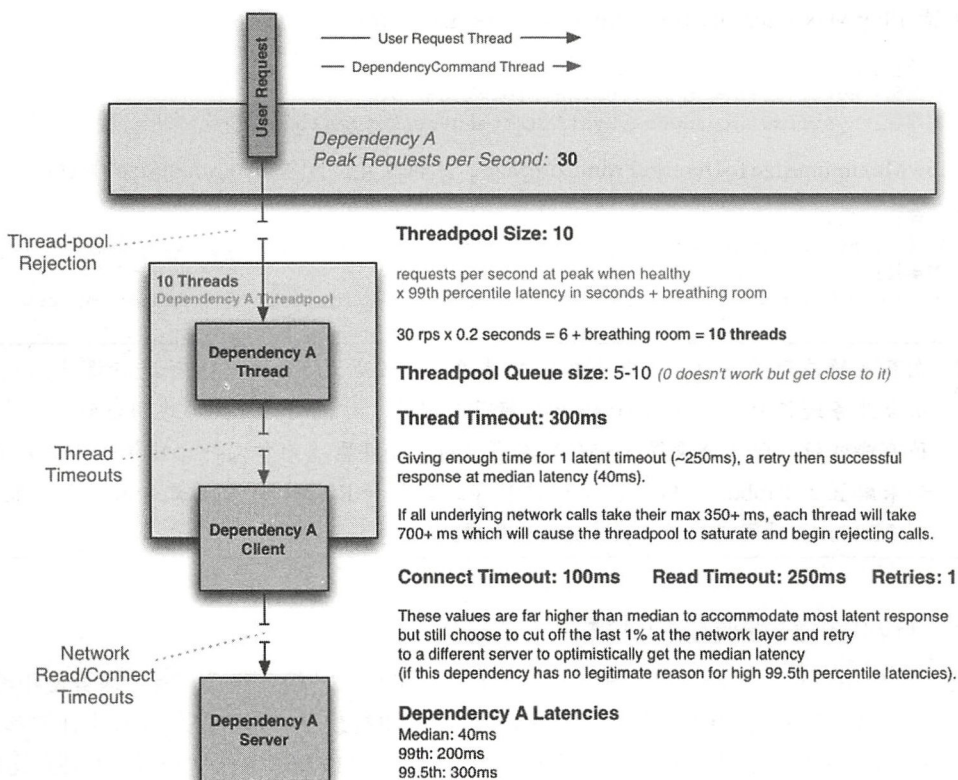 User Request
User Request Thread
DependencyCommand Thread
Dependency A
Peak Requests per Second: 30
Thread-pool
Rejection
Threadpool Size: 10
10 Threads
Dependency A Threadpool
requests per second at peak when healthy
x 99th percentile latency in seconds + breathing room
30 rps x 0.2 seconds = 6 + breathing room = 10 threads
Dependency A
Thread
Threadpool Queue size: 5-10 (0 doesn't work but get close to it)
Thread Timeout: 300ms
Thread
Timeouts
Giving enough time for 1 latent timeout (~250ms), a retry then successful
response at median latency (40ms).
If all underlying network calls take their max 350+ ms, each thread will take
700+ ms which will cause the threadpool to saturate and begin rejecting calls.
Dependency A
Client
Connect Timeout: 100ms Read Timeout: 250ms Retries: 1
These values are far higher than median to accommodate most latent response
but still choose to cut off the last 1% at the network layer and retry
to a different server to optimistically get the median latency
(if this dependency has no legitimate reason for high 99.5th percentile latencies).
Network
Read/Connect
Timeouts
Dependency A
Server
Dependency A Latencies
Median: 40ms
99th: 200ms
99.5th: 300ms